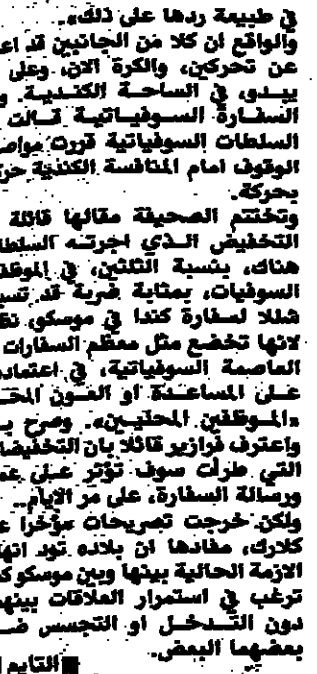 في طبيعة ردها على ذلك».
والواقع ان كلا من الجانبين قد
عن تحركين، والكرة الآن، وعلى
يبدو، في الساحة الكندية.
السفارة السوفياتية قالت
السلطات السوفياتية قررت
الوقوف امام المنافسة الكندية
بحركة.
وتختتم الصحيفة مقالها قائلة
التخفيض الذي اجرته
هناك، بنسبة الثلثين، في
السوفيات، بمثابة ضربة قد
شللا لسفارة كندا في موسكو،
لانها تخضع مثل معظم السفارات
العاصمة السوفياتية، في
على المساعدة او العون
«الموظفين المحليين». وصرح
واعترف فرازير قائلا بان
التي طرأت سوف تؤثر على
ورسالة السفارة، على مر الايام..
ولكن خرجت تصريحات مؤخرا
كلارك، مفادها ان بلاده تود
الازمة الحالية بينها وبين موسكو
ترغب في استمرار العلاقات
دون التدخل او التجسس
بعضهما البعض.